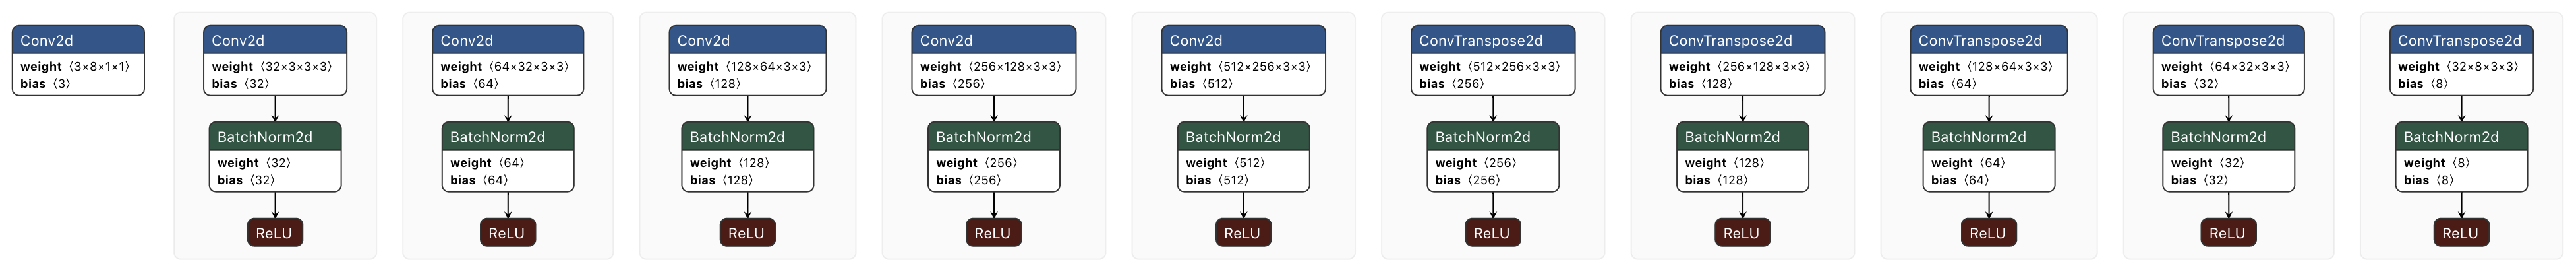 Conv2d
weight 〈3×8×1×1〉
bias 〈3〉
Conv2d
weight 〈32×3×3×3〉
bias 〈32〉
BatchNorm2d
weight 〈32〉
bias 〈32〉
ReLU
Conv2d
weight 〈64×32×3×3〉
bias 〈64〉
BatchNorm2d
weight 〈64〉
bias 〈64〉
ReLU
Conv2d
weight 〈128×64×3×3〉
bias 〈128〉
BatchNorm2d
weight 〈128〉
bias 〈128〉
ReLU
Conv2d
weight 〈256×128×3×3〉
bias 〈256〉
BatchNorm2d
weight 〈256〉
bias 〈256〉
ReLU
Conv2d
weight 〈512×256×3×3〉
bias 〈512〉
BatchNorm2d
weight 〈512〉
bias 〈512〉
ReLU
ConvTranspose2d
weight 〈512×256×3×3〉
bias 〈256〉
BatchNorm2d
weight 〈256〉
bias 〈256〉
ReLU
ConvTranspose2d
weight 〈256×128×3×3〉
bias 〈128〉
BatchNorm2d
weight 〈128〉
bias 〈128〉
ReLU
ConvTranspose2d
weight 〈128×64×3×3〉
bias 〈64〉
BatchNorm2d
weight 〈64〉
bias 〈64〉
ReLU
ConvTranspose2d
weight 〈64×32×3×3〉
bias 〈32〉
BatchNorm2d
weight 〈32〉
bias 〈32〉
ReLU
ConvTranspose2d
weight 〈32×8×3×3〉
bias 〈8〉
BatchNorm2d
weight 〈8〉
bias 〈8〉
ReLU